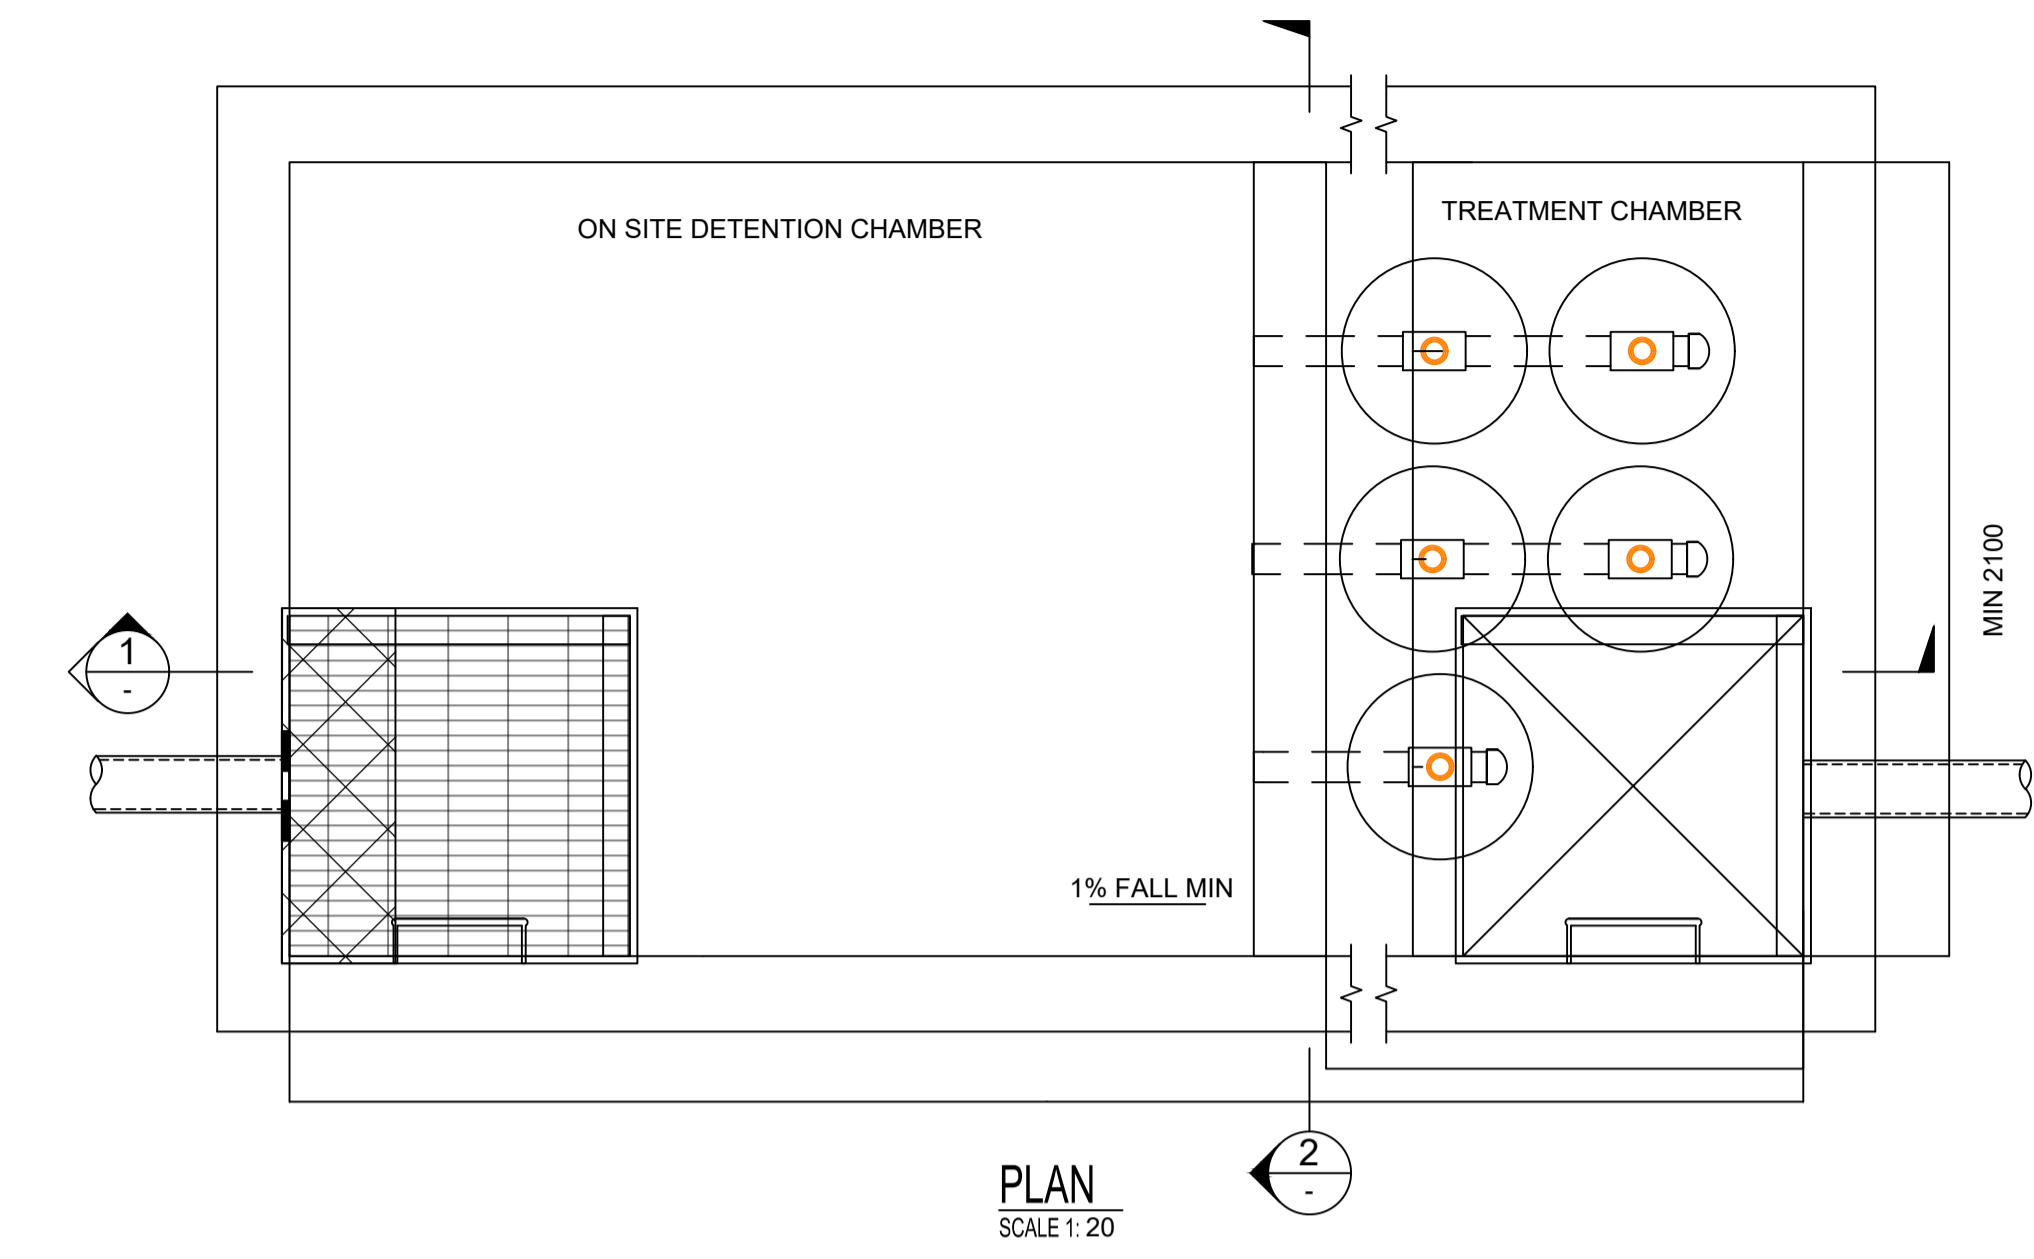 ON SITE DETENTION CHAMBER
TREATMENT CHAMBER
MIN 2100
1
-
1% FALL MIN
2
-
PLAN
SCALE 1: 20